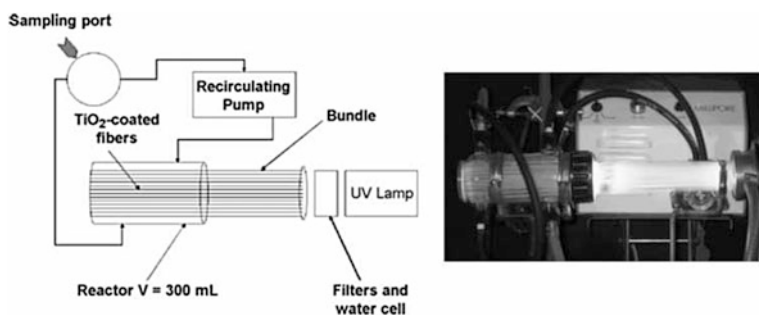 Sampling port
Recirculating
Pump
TiO₂-coated
fibers
Bundle
UV Lamp
Reactor V = 300 mL
Filters and
water cell